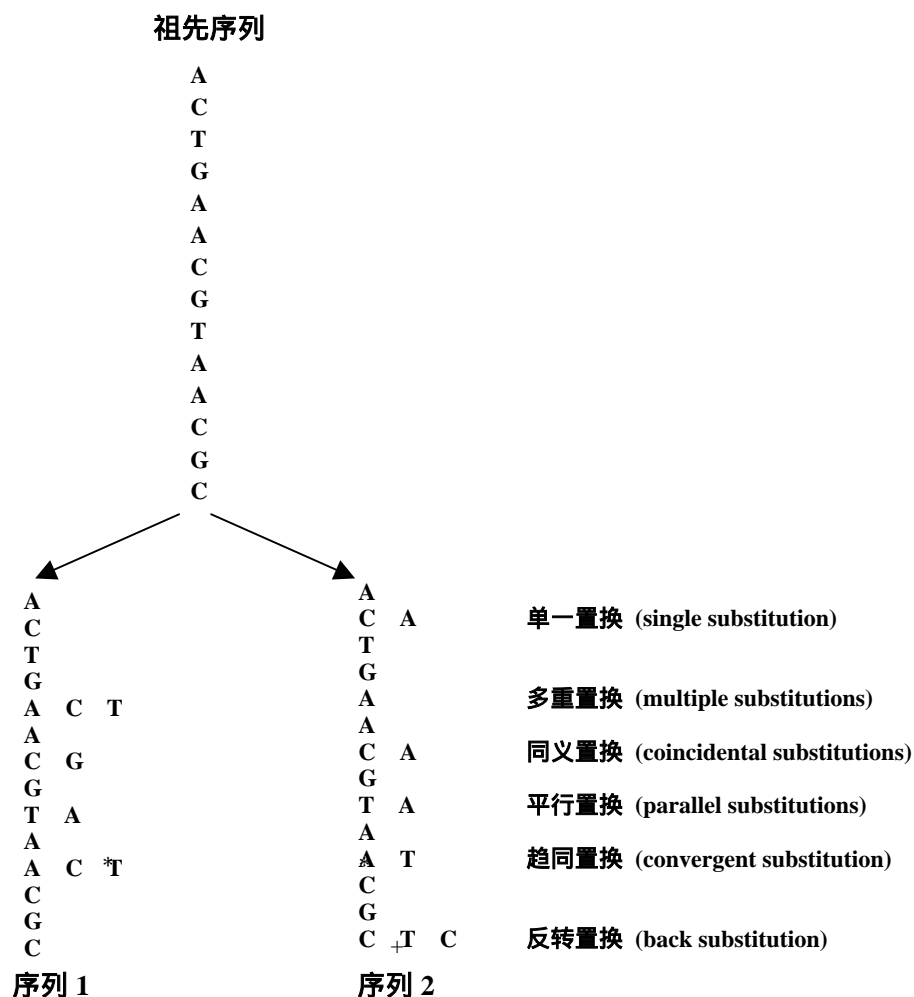 祖先序列
A
C
T
G
A
A
C
G
T
A
A
C
G
C
A
C
T
G
A C T
A
C G
G
T A
A
A C *T
C
G
C
序列 1
A
C A 单一置换 (single substitution)
T
G
A 多重置换 (multiple substitutions)
A
C A 同义置换 (coincidental substitutions)
G
T A 平行置换 (parallel substitutions)
A
A T 趋同置换 (convergent substitution)
C
G
C +T C 反转置换 (back substitution)
序列 2